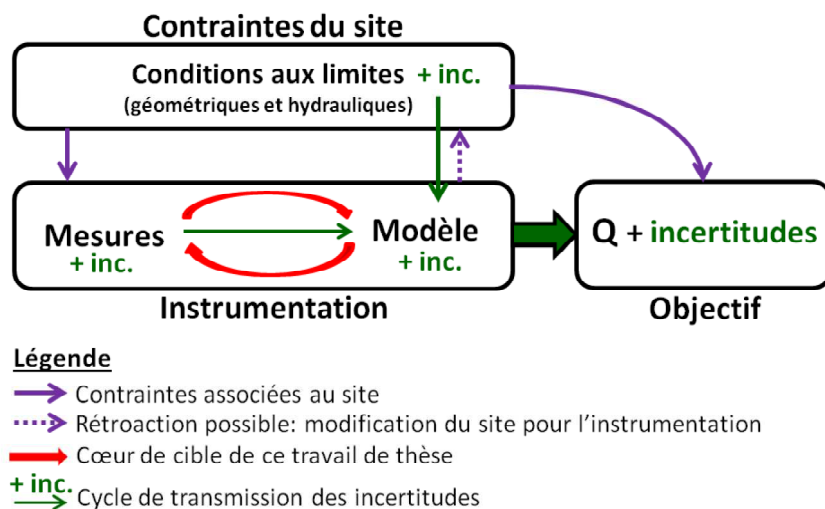 Contraintes du site
Conditions aux limites + inc.
(géométriques et hydrauliques)
Mesures
+ inc.
Modèle
+ inc.
Q + incertitudes
Instrumentation
Objectif
Légende
Contraintes associées au site
Rétroaction possible: modification du site pour l'instrumentation
Cœur de cible de ce travail de thèse
+ inc.
Cycle de transmission des incertitudes